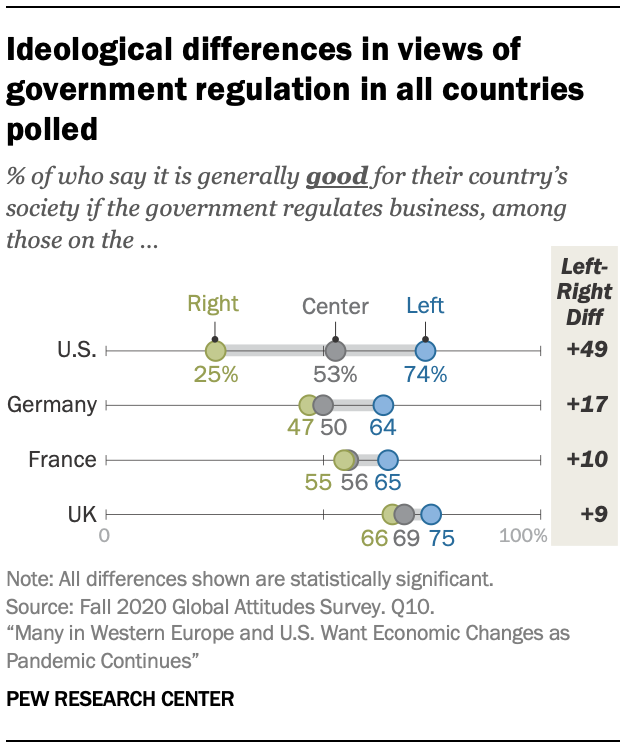 Ideological differences in views of
government regulation in all countries
polled
% of who say it is generally good for their country's
society if the government regulates business, among
those on the ...
Left-
Right
Diff
Right Center Left
U.S. +49
25% 53% 74%
Germany +17
47 50 64
France +10
55 56 65
UK +9
0 66 69 75 100%
Note: All differences shown are statistically significant.
Source: Fall 2020 Global Attitudes Survey. Q10.
“Many in Western Europe and U.S. Want Economic Changes as
Pandemic Continues”
PEW RESEARCH CENTER